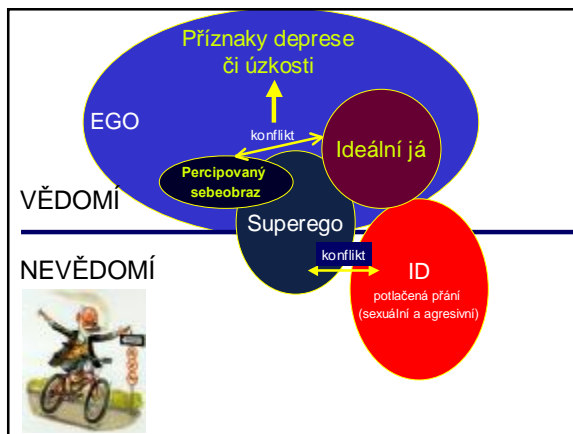 Příznaky deprese
či úzkosti
EGO
konflikt
Ideální já
Percipovaný
sebeobraz
VĚDOMÍ
Superego
NEVĚDOMÍ
konflikt
ID
potlačená přání
(sexuální a agresivní)